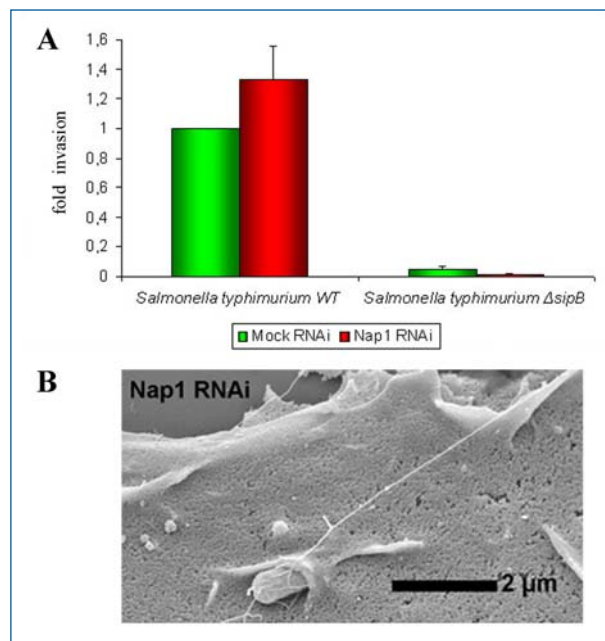 A
fold invasion
1,6
1,4
1,2
1
0,8
0,6
0,4
0,2
0
Salmonella typhimurium WT
Salmonella typhimurium ΔsipB
Mock RNAi
Nap1 RNAi
B
Nap1 RNAi
2 µm